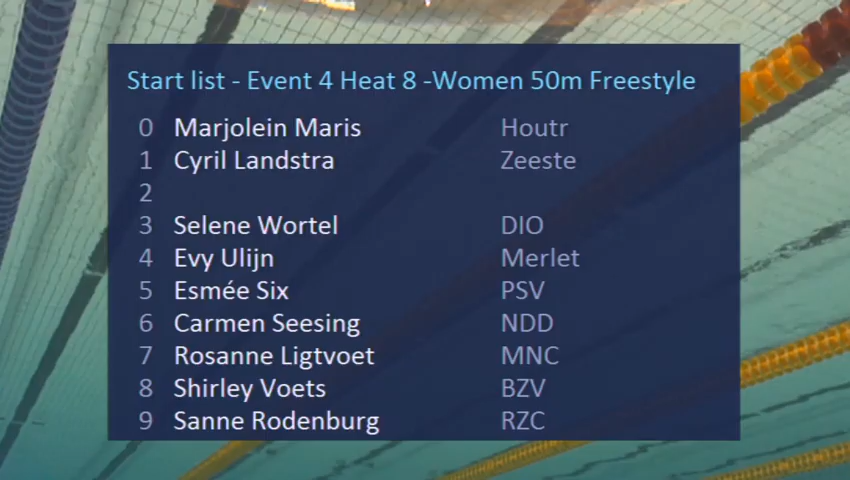 Start list - Event 4 Heat 8 -Women 50m Freestyle
0 Marjolein Maris Houtr
1 Cyril Landstra Zeeste
2
3 Selene Wortel DIO
4 Evy Ulijn Merlet
5 Esmée Six PSV
6 Carmen Seesing NDD
7 Rosanne Ligtvoet MNC
8 Shirley Voets BZV
9 Sanne Rodenburg RZC